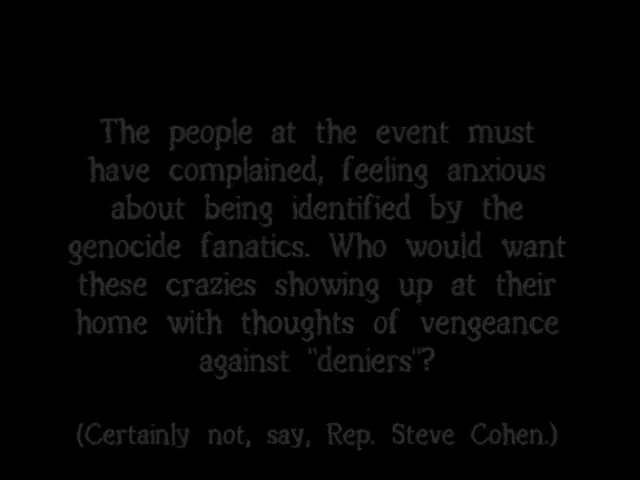 The people at the event must
have complained, feeling anxious
about being identified by the
genocide fanatics. Who would want
these crazies showing up at their
home with thoughts of vengeance
against "deniers"?
(Certainly not, say, Rep. Steve Cohen.)